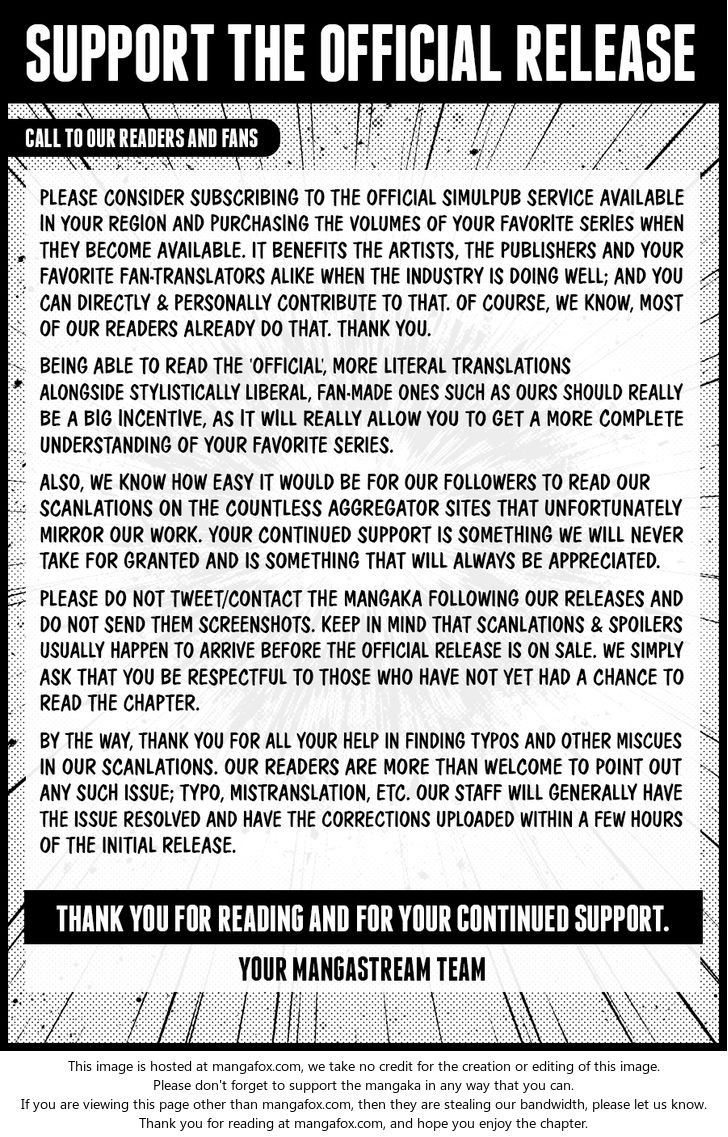 SUPPORT THE OFFICIAL RELEASE
CALL TO OUR READERS AND FANS
PLEASE CONSIDER SUBSCRIBING TO THE OFFICIAL SIMULPUB SERVICE AVAILABLE
IN YOUR REGION AND PURCHASING THE VOLUMES OF YOUR FAVORITE SERIES WHEN
THEY BECOME AVAILABLE. IT BENEFITS THE ARTISTS, THE PUBLISHERS AND YOUR
FAVORITE FAN-TRANSLATORS ALIKE WHEN THE INDUSTRY IS DOING WELL; AND YOU
CAN DIRECTLY & PERSONALLY CONTRIBUTE TO THAT. OF COURSE, WE KNOW, MOST
OF OUR READERS ALREADY DO THAT. THANK YOU.
BEING ABLE TO READ THE 'OFFICIAL', MORE LITERAL TRANSLATIONS
ALONGSIDE STYLISTICALLY LIBERAL, FAN-MADE ONES SUCH AS OURS SHOULD REALLY
BE A BIG INCENTIVE, AS IT WILL REALLY ALLOW YOU TO GET A MORE COMPLETE
UNDERSTANDING OF YOUR FAVORITE SERIES.
ALSO, WE KNOW HOW EASY IT WOULD BE FOR OUR FOLLOWERS TO READ OUR
SCANLATIONS ON THE COUNTLESS AGGREGATOR SITES THAT UNFORTUNATELY
MIRROR OUR WORK. YOUR CONTINUED SUPPORT IS SOMETHING WE WILL NEVER
TAKE FOR GRANTED AND IS SOMETHING THAT WILL ALWAYS BE APPRECIATED.
PLEASE DO NOT TWEET/CONTACT THE MANGAKA FOLLOWING OUR RELEASES AND
DO NOT SEND THEM SCREENSHOTS. KEEP IN MIND THAT SCANLATIONS & SPOILERS
USUALLY HAPPEN TO ARRIVE BEFORE THE OFFICIAL RELEASE IS ON SALE. WE SIMPLY
ASK THAT YOU BE RESPECTFUL TO THOSE WHO HAVE NOT YET HAD A CHANCE TO
READ THE CHAPTER.
BY THE WAY, THANK YOU FOR ALL YOUR HELP IN FINDING TYPOS AND OTHER MISCUES
IN OUR SCANLATIONS. OUR READERS ARE MORE THAN WELCOME TO POINT OUT
ANY SUCH ISSUE; TYPO, MISTRANSLATION, ETC. OUR STAFF WILL GENERALLY HAVE
THE ISSUE RESOLVED AND HAVE THE CORRECTIONS UPLOADED WITHIN A FEW HOURS
OF THE INITIAL RELEASE.
THANK YOU FOR READING AND FOR YOUR CONTINUED SUPPORT.
YOUR MANGASTREAM TEAM
This image is hosted at mangafox.com, we take no credit for the creation or editing of this image.
Please don't forget to support the mangaka in any way that you can.
If you are viewing this page other than mangafox.com, then they are stealing our bandwidth, please let us know.
Thank you for reading at mangafox.com, and hope you enjoy the chapter.